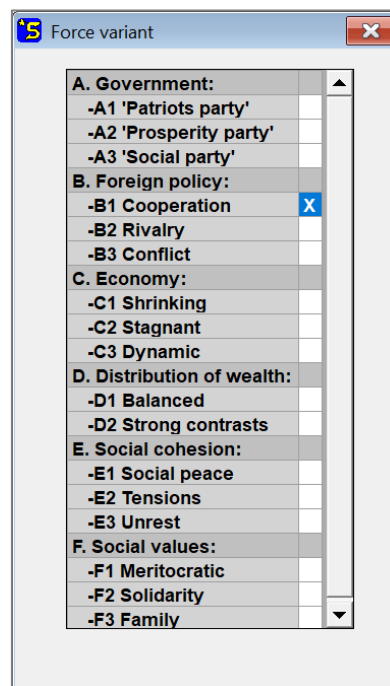 Force variant
A. Government:
-A1 'Patriots party'
-A2 'Prosperity party'
-A3 'Social party'
B. Foreign policy:
-B1 Cooperation X
-B2 Rivalry
-B3 Conflict
C. Economy:
-C1 Shrinking
-C2 Stagnant
-C3 Dynamic
D. Distribution of wealth:
-D1 Balanced
-D2 Strong contrasts
E. Social cohesion:
-E1 Social peace
-E2 Tensions
-E3 Unrest
F. Social values:
-F1 Meritocratic
-F2 Solidarity
-F3 Family